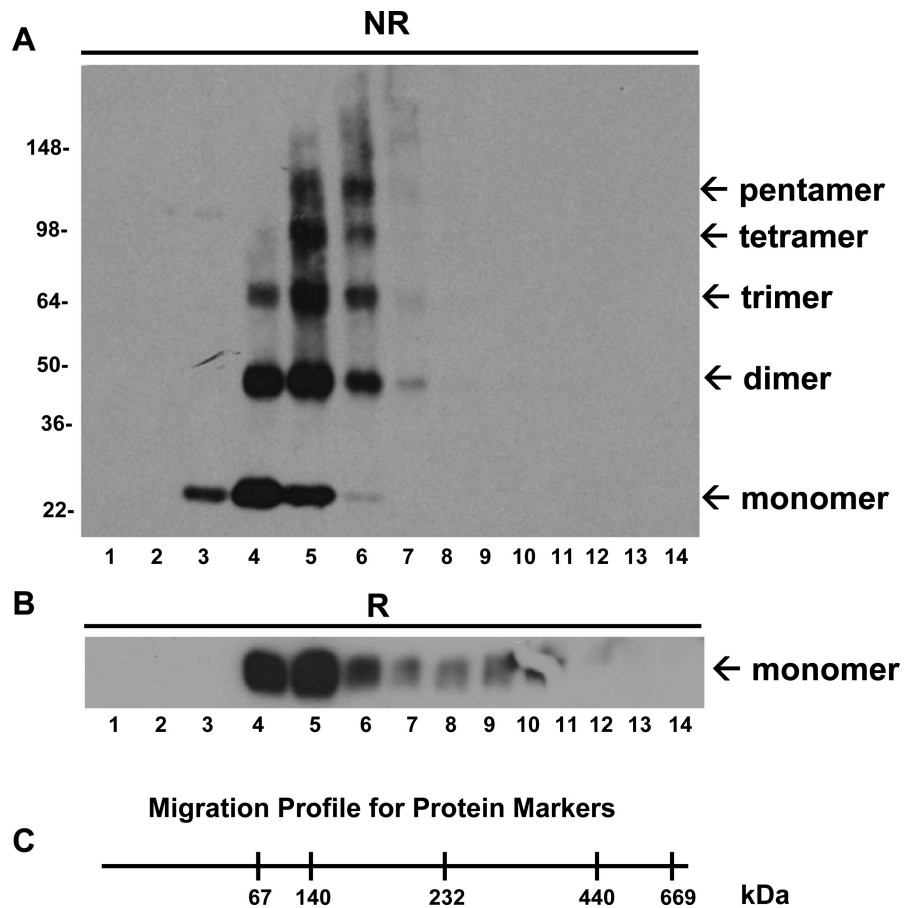 A
NR
148-
98-
64-
50-
36-
22-
← pentamer
← tetramer
← trimer
← dimer
← monomer
1 2 3 4 5 6 7 8 9 10 11 12 13 14
B
R
← monomer
1 2 3 4 5 6 7 8 9 10 11 12 13 14
Migration Profile for Protein Markers
C
67 140 232 440 669 kDa